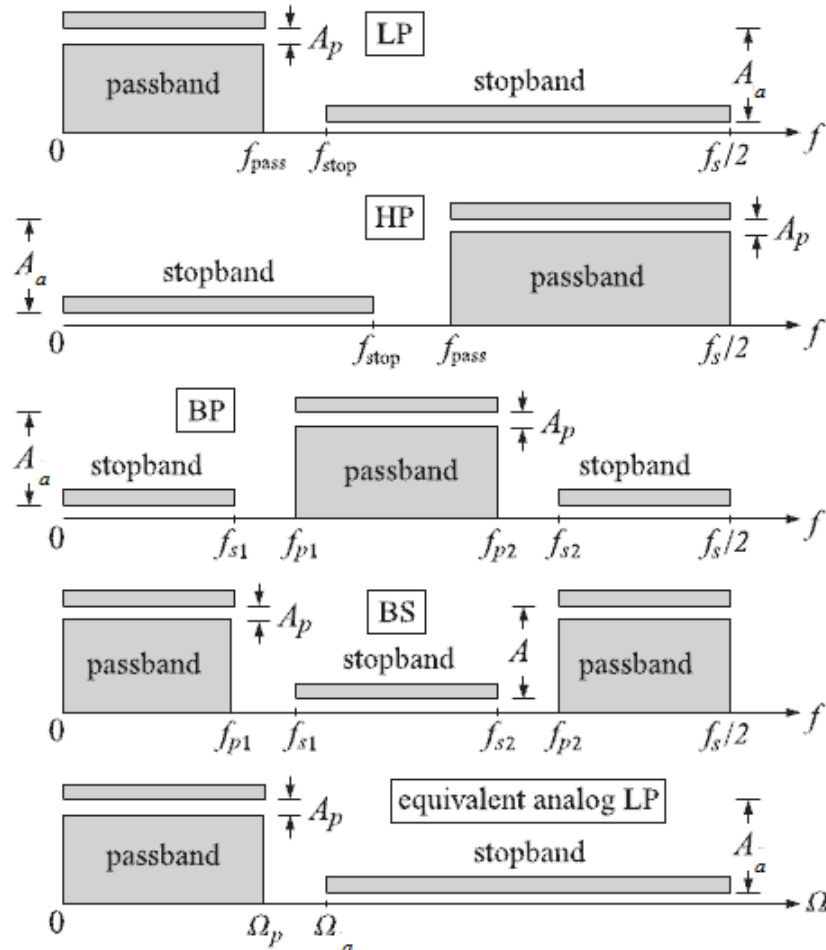 A_p LP
passband stopband A_a
0 f_pass f_stop f_s/2 f
HP A_p
A_a stopband passband
0 f_stop f_pass f_s/2 f
BP A_p
A_a stopband passband stopband
0 f_s1 f_p1 f_p2 f_s2 f_s/2 f
A_p BS
passband stopband A passband
0 f_p1 f_s1 f_s2 f_p2 f_s/2 f
A_p equivalent analog LP
passband stopband A_a
0 Ω_p Ω_a Ω